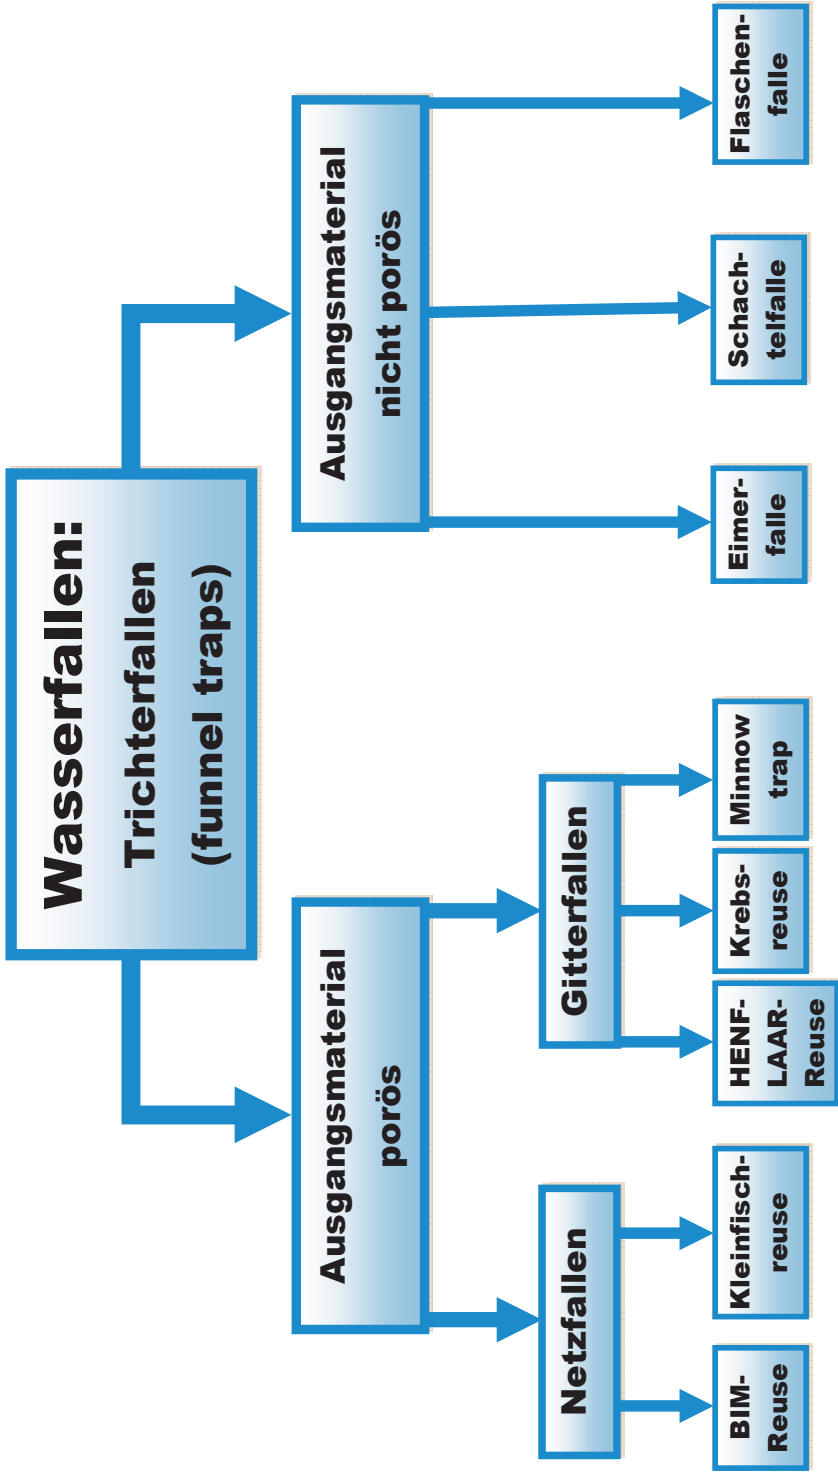 Wasserfallen:
Trichterfallen
(funnel traps)
Ausgangsmaterial
porös
Ausgangsmaterial
nicht porös
Netzfallen
Gitterfallen
BIM-
Reuse
Kleinfisch-
reuse
HENF-
LAAR-
Reuse
Krebs-
reuse
Minnow
trap
Eimer-
falle
Schach-
telfalle
Flaschen-
falle